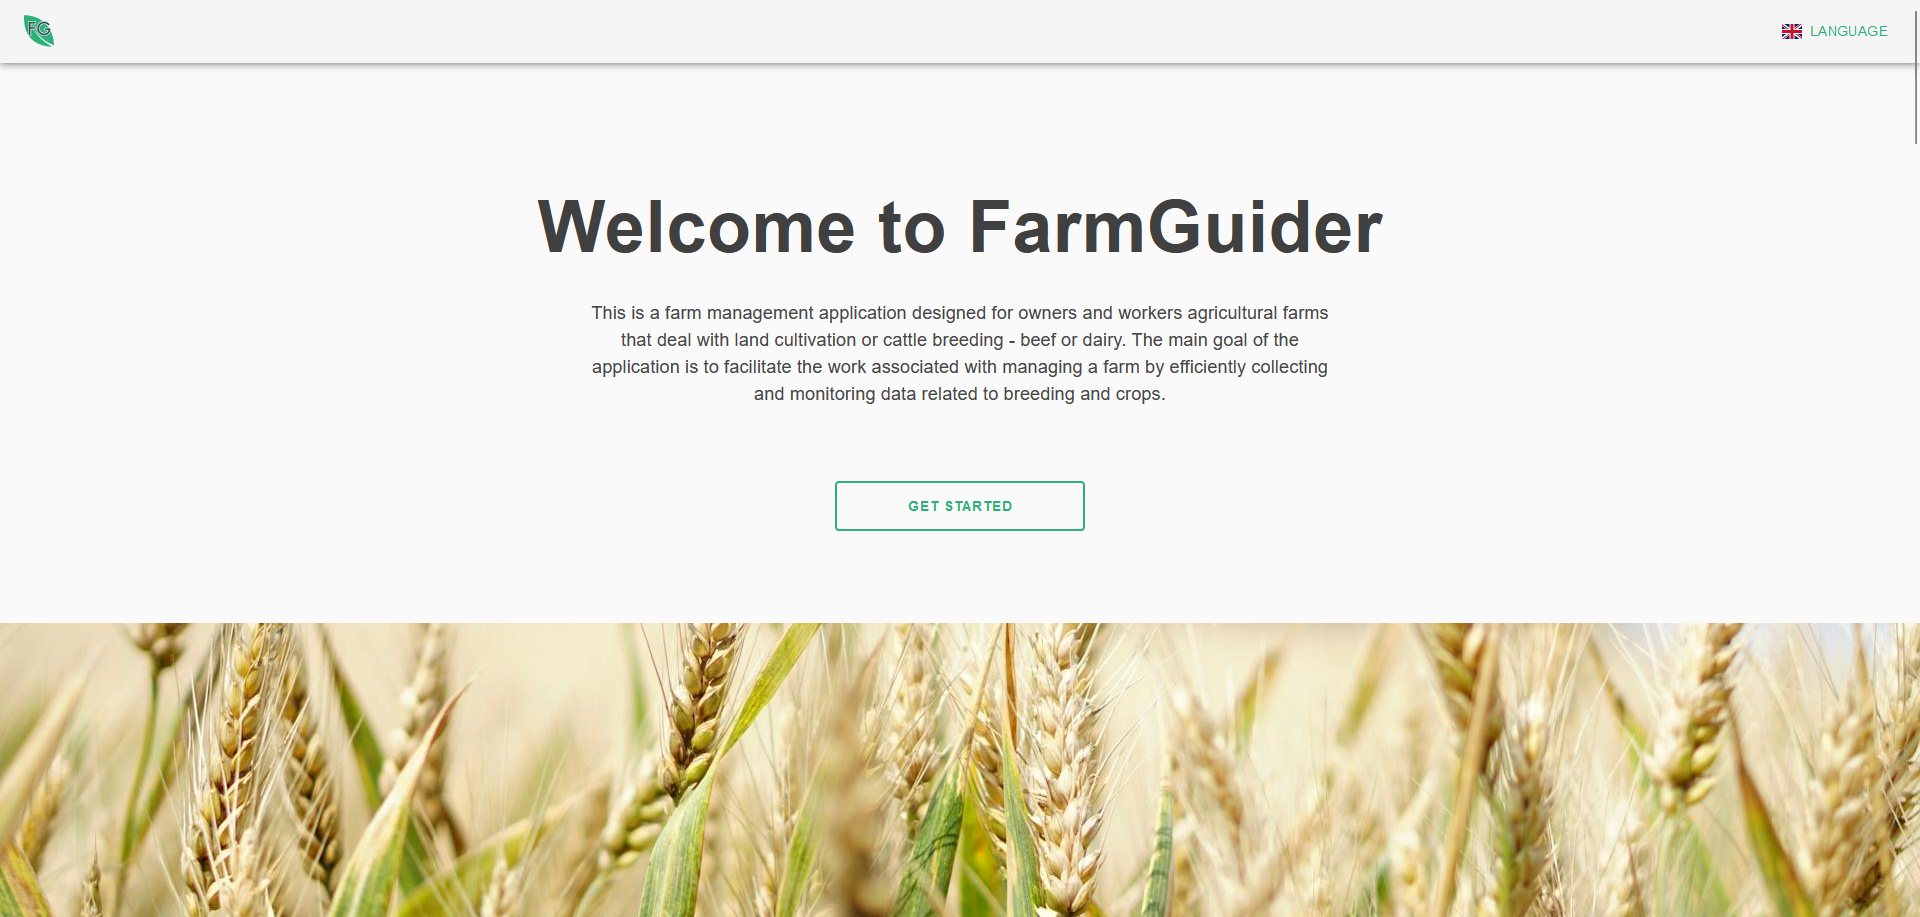 FG
LANGUAGE
Welcome to FarmGuider
This is a farm management application designed for owners and workers agricultural farms
that deal with land cultivation or cattle breeding - beef or dairy. The main goal of the
application is to facilitate the work associated with managing a farm by efficiently collecting
and monitoring data related to breeding and crops.
GET STARTED